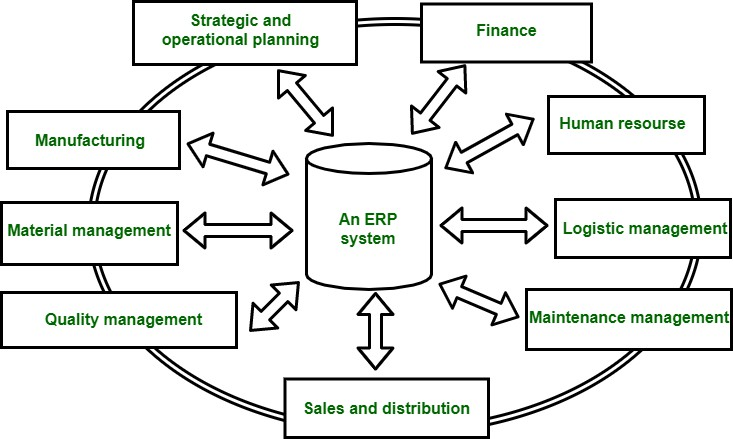 Strategic and
operational planning
Finance
Manufacturing
Human resourse
Material management
An ERP
system
Logistic management
Quality management
Maintenance management
Sales and distribution